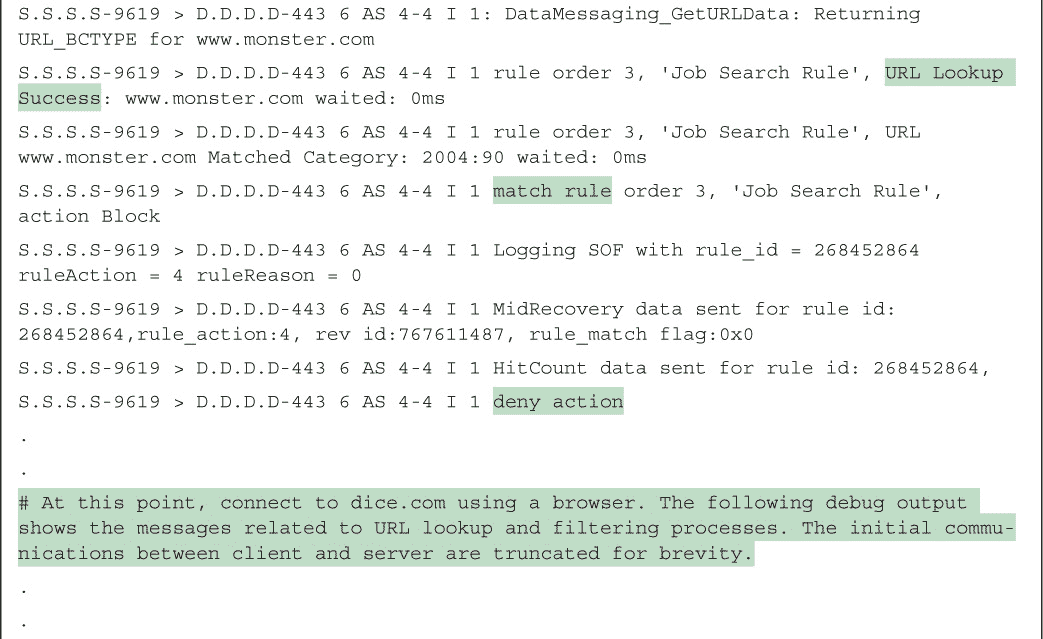 S.S.S.S-9619 > D.D.D.D-443 6 AS 4-4 I 1: DataMessaging_GetURLData: Returning
URL_BCTYPE for www.monster.com
S.S.S.S-9619 > D.D.D.D-443 6 AS 4-4 I 1 rule order 3, 'Job Search Rule', URL Lookup
Success: www.monster.com waited: 0ms
S.S.S.S-9619 > D.D.D.D-443 6 AS 4-4 I 1 rule order 3, 'Job Search Rule', URL
www.monster.com Matched Category: 2004:90 waited: 0ms
S.S.S.S-9619 > D.D.D.D-443 6 AS 4-4 I 1 match rule order 3, 'Job Search Rule',
action Block
S.S.S.S-9619 > D.D.D.D-443 6 AS 4-4 I 1 Logging SOF with rule_id = 268452864
ruleAction = 4 ruleReason = 0
S.S.S.S-9619 > D.D.D.D-443 6 AS 4-4 I 1 MidRecovery data sent for rule id:
268452864,rule_action:4, rev id:767611487, rule_match flag:0x0
S.S.S.S-9619 > D.D.D.D-443 6 AS 4-4 I 1 HitCount data sent for rule id: 268452864,
S.S.S.S-9619 > D.D.D.D-443 6 AS 4-4 I 1 deny action
.
.
# At this point, connect to dice.com using a browser. The following debug output
shows the messages related to URL lookup and filtering processes. The initial commu-
nications between client and server are truncated for brevity.
.
.